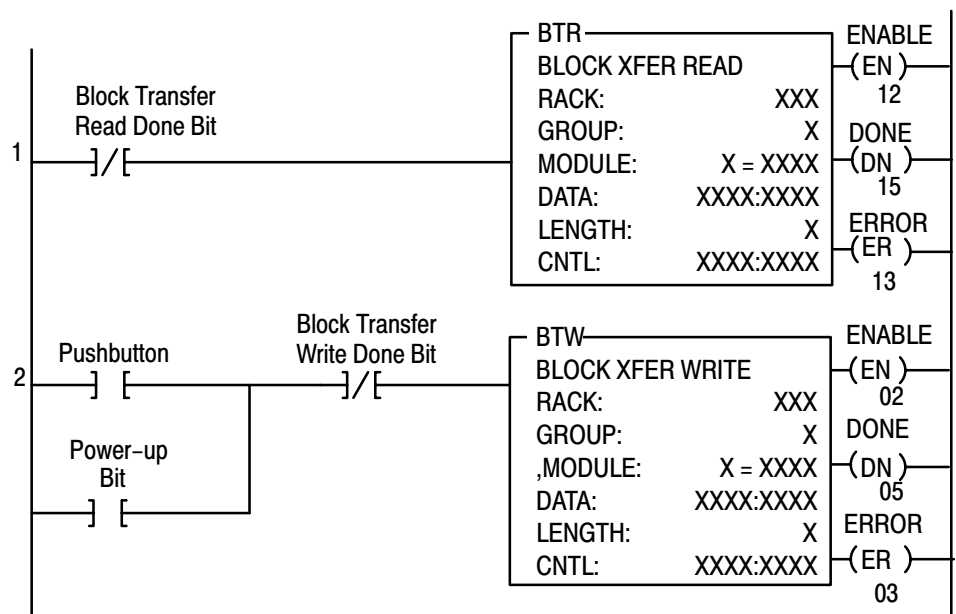 BTR
ENABLE
BLOCK XFER READ
(EN)
12
Block Transfer
Read Done Bit
RACK: XXX
GROUP: X
DONE
1
MODULE: X = XXXX
(DN)
15
DATA: XXXX:XXXX
LENGTH: X
ERROR
(ER)
CNTL: XXXX:XXXX
13
Block Transfer
Write Done Bit
Pushbutton
2
BTW
ENABLE
BLOCK XFER WRITE
(EN)
02
RACK: XXX
GROUP: X
DONE
Power-up
Bit
,MODULE: X = XXXX
(DN)
05
DATA: XXXX:XXXX
LENGTH: X
ERROR
CNTL: XXXX:XXXX
(ER)
03